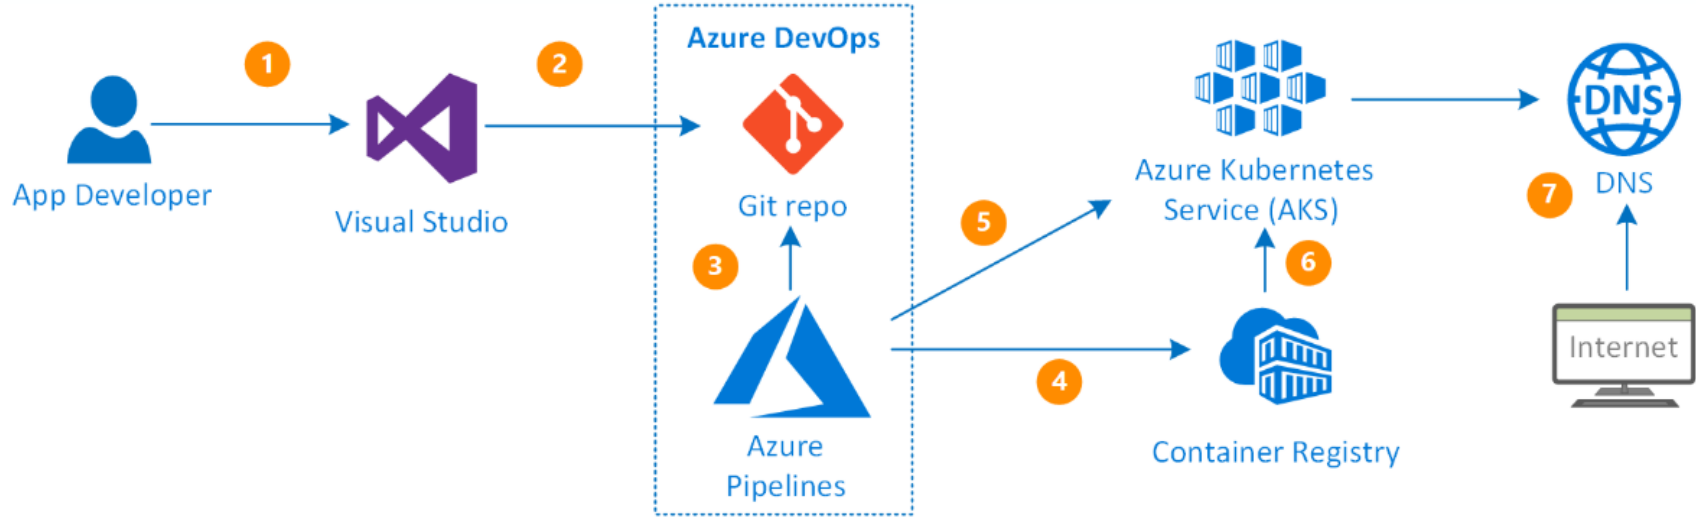 Azure DevOps
1
2
App Developer
Visual Studio
Git repo
3
Azure
Pipelines
5
4
Azure Kubernetes
Service (AKS)
6
Container Registry
DNS
DNS
7
Internet